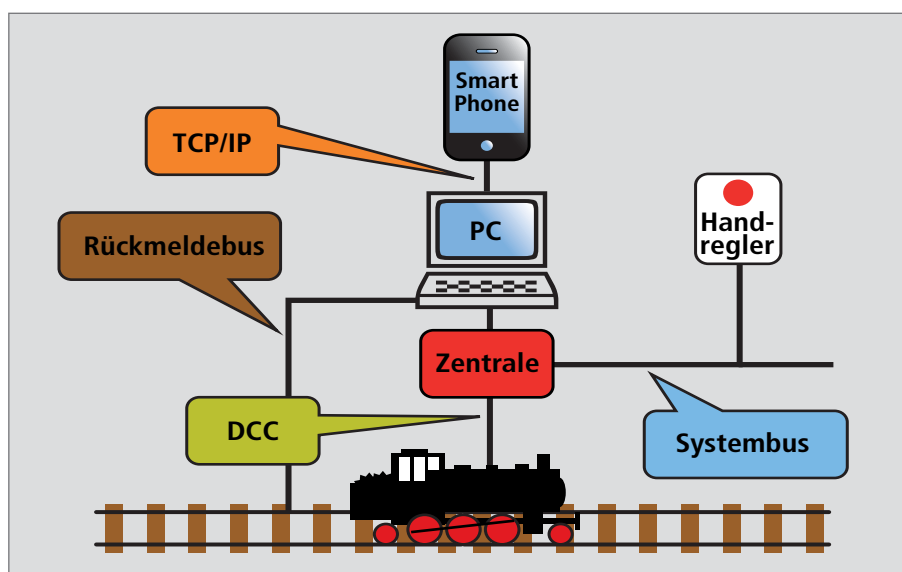 Smart
Phone
TCP/IP
Hand-
regler
PC
Rückmeldebus
Zentrale
DCC
Systembus